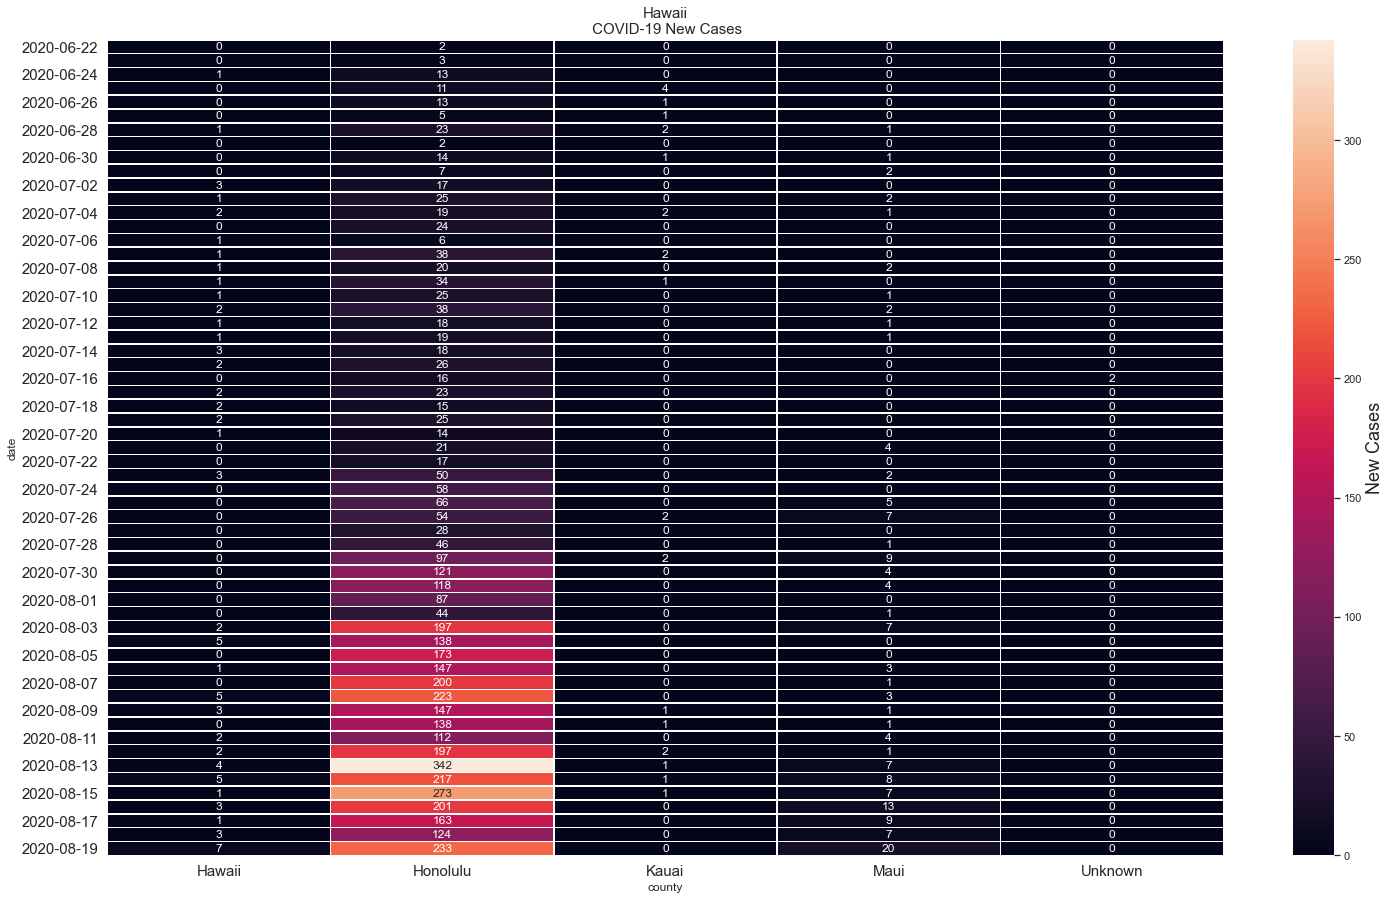 Hawaii
COVID-19 New Cases
2020-06-22 0 2 0 0 0
0 3 0 0 0
2020-06-24 1 13 0 0 0
0 11 4 0 0
2020-06-26 0 13 1 0 0
0 5 1 0 0
2020-06-28 1 23 2 1 0
0 2 0 0 0
2020-06-30 0 14 1 1 0
0 7 0 2 0
2020-07-02 3 17 0 0 0
1 25 0 2 0
2020-07-04 2 19 2 1 0
0 24 0 0 0
2020-07-06 1 6 0 0 0
1 38 2 0 0
2020-07-08 1 20 0 2 0
1 34 1 0 0
2020-07-10 1 25 0 1 0
2 38 0 2 0
2020-07-12 1 18 0 1 0
1 19 0 1 0
2020-07-14 3 18 0 0 0
2 26 0 0 0
2020-07-16 0 16 0 0 2
2 23 0 0 0
2020-07-18 2 15 0 0 0
2 25 0 0 0
2020-07-20 1 14 0 0 0
0 21 0 4 0
2020-07-22 0 17 0 0 0
3 50 0 2 0
2020-07-24 0 58 0 0 0
0 66 0 5 0
2020-07-26 0 54 2 7 0
0 28 0 0 0
2020-07-28 0 46 0 1 0
0 97 2 9 0
2020-07-30 0 121 0 4 0
0 118 0 4 0
2020-08-01 0 87 0 0 0
0 44 0 1 0
2020-08-03 2 197 0 7 0
5 138 0 0 0
2020-08-05 0 173 0 0 0
1 147 0 3 0
2020-08-07 0 200 0 1 0
5 223 0 3 0
2020-08-09 3 147 1 1 0
0 138 1 1 0
2020-08-11 2 112 0 4 0
2 197 2 1 0
2020-08-13 4 342 1 7 0
5 217 1 8 0
2020-08-15 1 273 1 7 0
3 201 0 13 0
2020-08-17 1 163 0 9 0
3 124 0 7 0
2020-08-19 7 233 0 20 0
Hawaii Honolulu Kauai Maui Unknown
county
date
350
300
250
200
150
100
50
0
New Cases